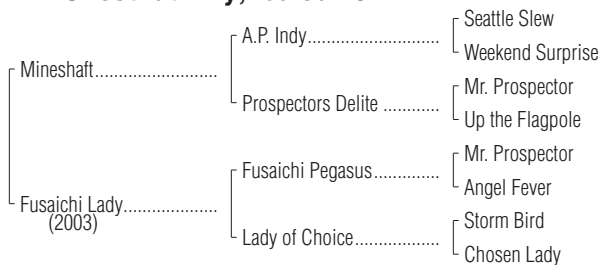 Seattle Slew
A.P. Indy
Weekend Surprise
Mineshaft
Mr. Prospector
Prospectors Delite
Up the Flagpole
Mr. Prospector
Fusaichi Pegasus
Angel Fever
Fusaichi Lady
(2003)
Storm Bird
Lady of Choice
Chosen Lady